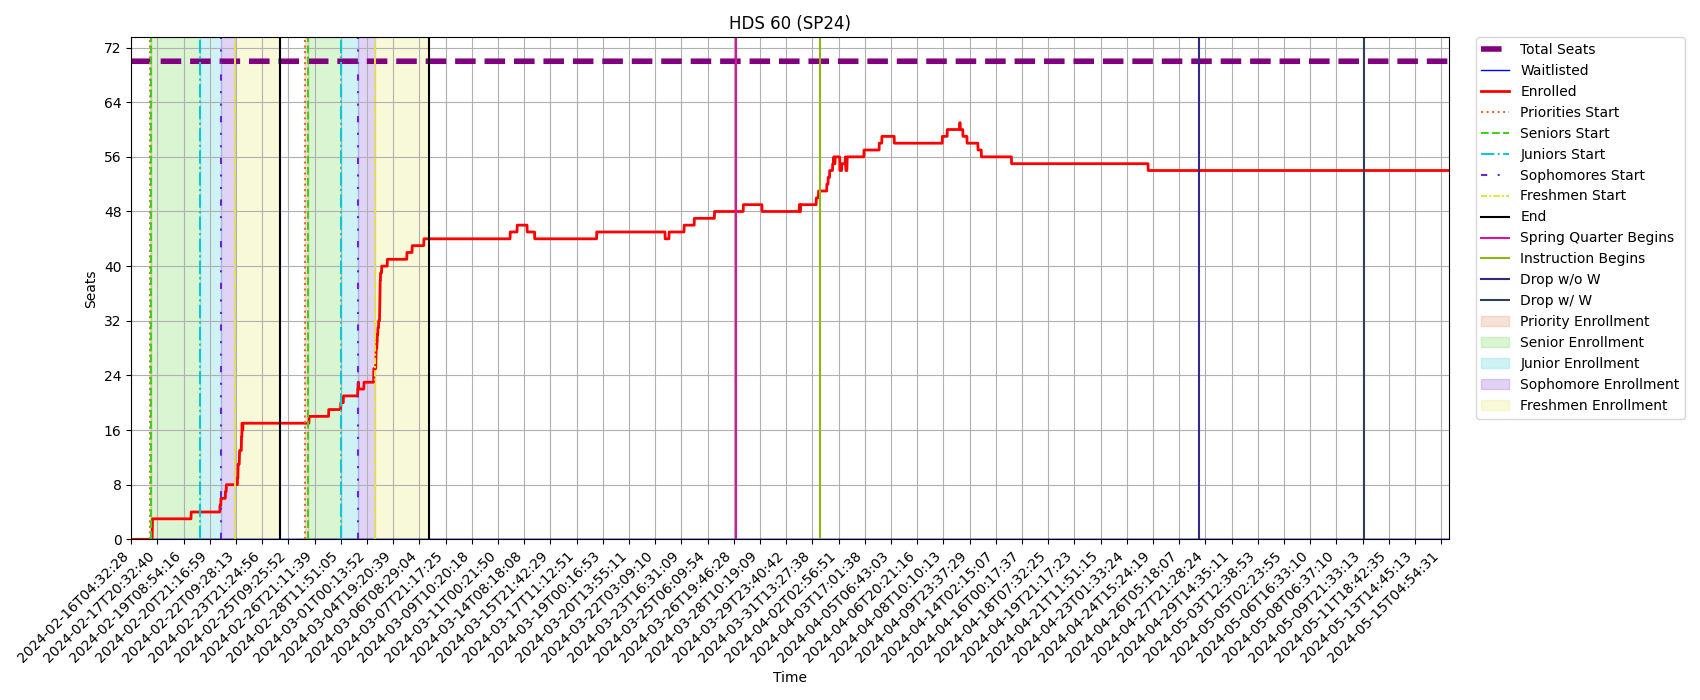 HDS 60 (SP24)
72
64
56
48
40
32
24
16
8
0
Seats
2024-02-16T04:32:28
2024-02-17T20:32:40
2024-02-19T08:54:16
2024-02-20T21:16:59
2024-02-22T09:28:13
2024-02-23T21:24:56
2024-02-25T09:25:52
2024-02-26T21:11:39
2024-02-28T11:51:05
2024-03-01T00:13:52
2024-03-04T19:20:39
2024-03-06T08:29:04
2024-03-07T21:17:25
2024-03-09T10:20:18
2024-03-11T00:21:50
2024-03-14T08:18:08
2024-03-15T21:42:29
2024-03-17T11:12:51
2024-03-19T00:16:53
2024-03-20T13:55:11
2024-03-22T03:09:10
2024-03-23T16:31:09
2024-03-25T06:09:54
2024-03-26T19:46:28
2024-03-28T10:19:09
2024-03-29T23:40:42
2024-03-31T13:27:38
2024-04-02T02:56:51
2024-04-03T17:01:38
2024-04-05T06:43:03
2024-04-06T20:21:16
2024-04-08T10:10:13
2024-04-09T23:37:29
2024-04-14T02:15:07
2024-04-16T00:17:37
2024-04-18T07:32:25
2024-04-19T21:17:23
2024-04-21T11:51:15
2024-04-23T01:33:24
2024-04-24T15:24:19
2024-04-26T05:18:07
2024-04-27T21:28:24
2024-04-29T14:35:11
2024-05-03T12:38:53
2024-05-05T02:23:55
2024-05-06T16:33:10
2024-05-08T06:37:10
2024-05-09T21:33:13
2024-05-11T18:42:35
2024-05-13T14:45:13
2024-05-15T04:54:31
Time
Total Seats
Waitlisted
Enrolled
Priorities Start
Seniors Start
Juniors Start
Sophomores Start
Freshmen Start
End
Spring Quarter Begins
Instruction Begins
Drop w/o W
Drop w/ W
Priority Enrollment
Senior Enrollment
Junior Enrollment
Sophomore Enrollment
Freshmen Enrollment